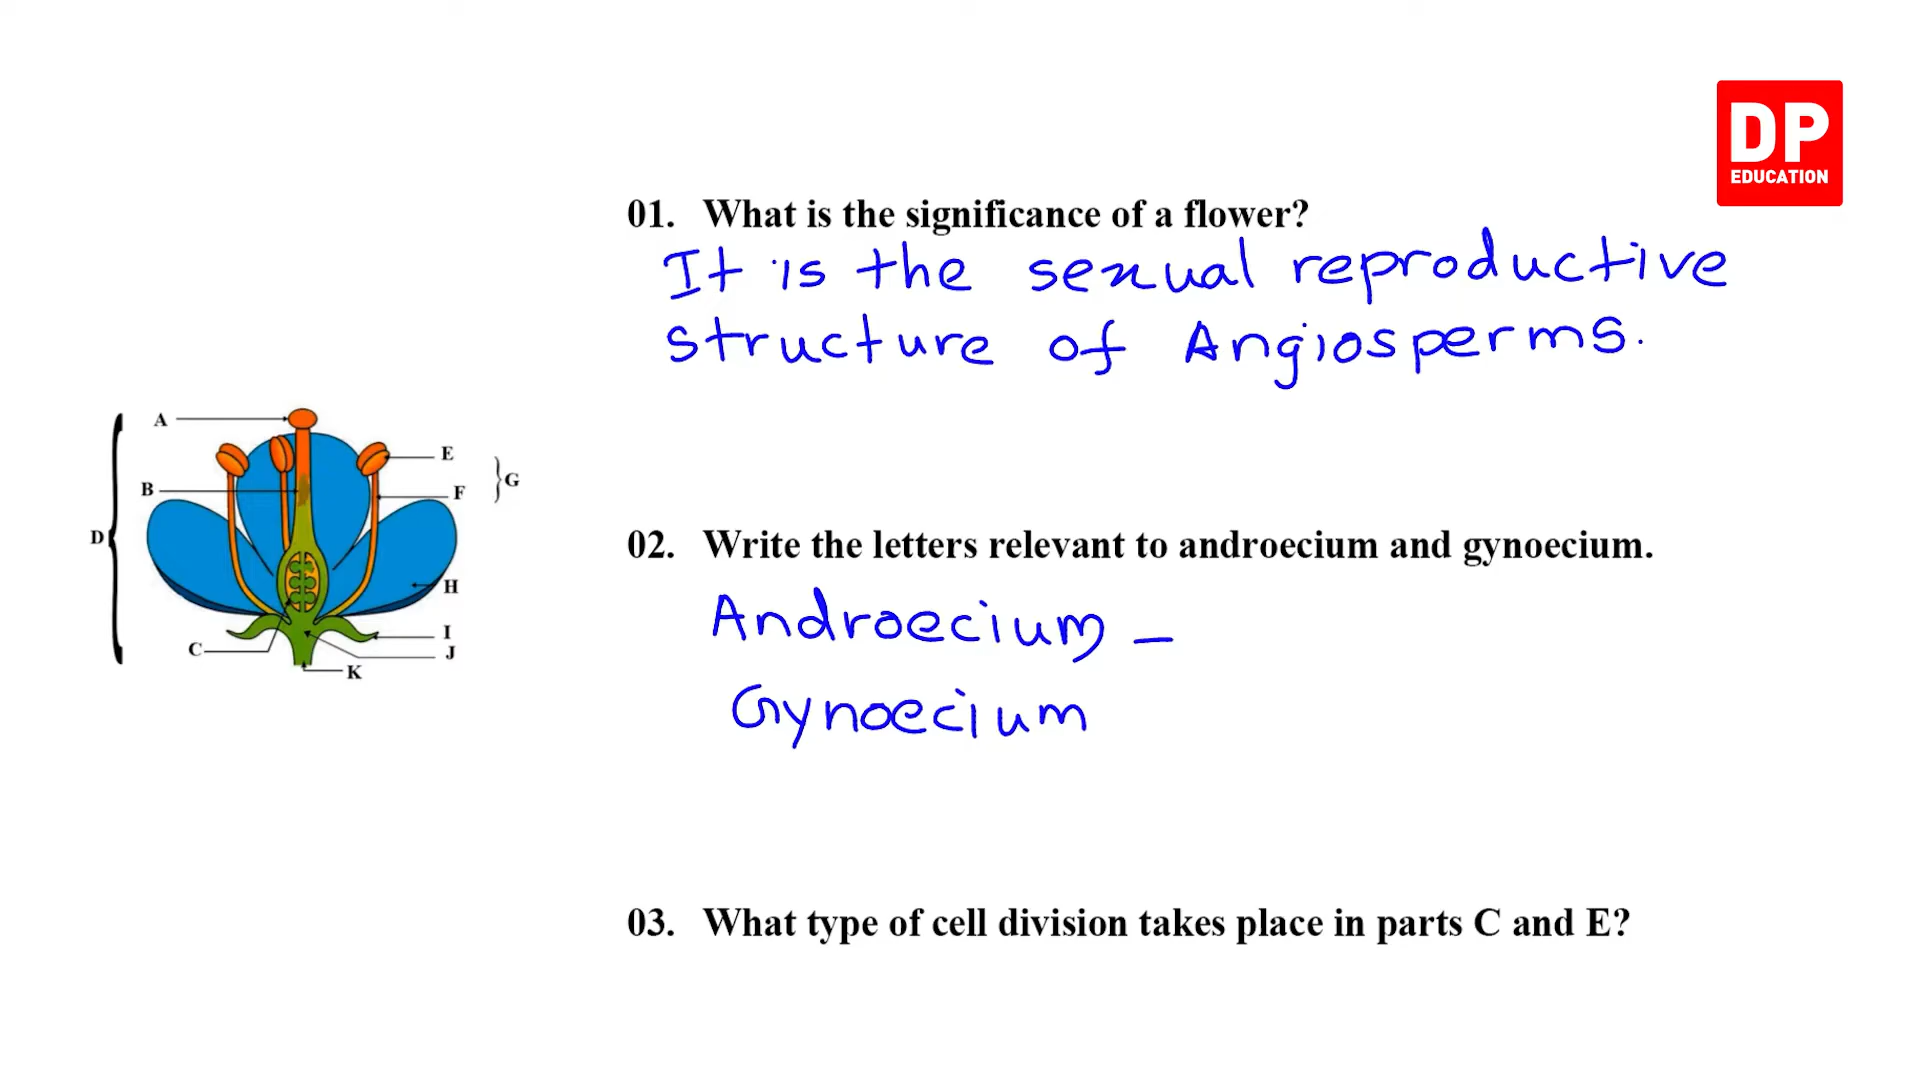 DP
EDUCATION
01. What is the significance of a flower?
It is the sexual reproductive
structure of Angiosperms.
A
E
G
B
F
D
H
I
C
J
K
02. Write the letters relevant to androecium and gynoecium.
Androecium –
Gynoecium
03. What type of cell division takes place in parts C and E?